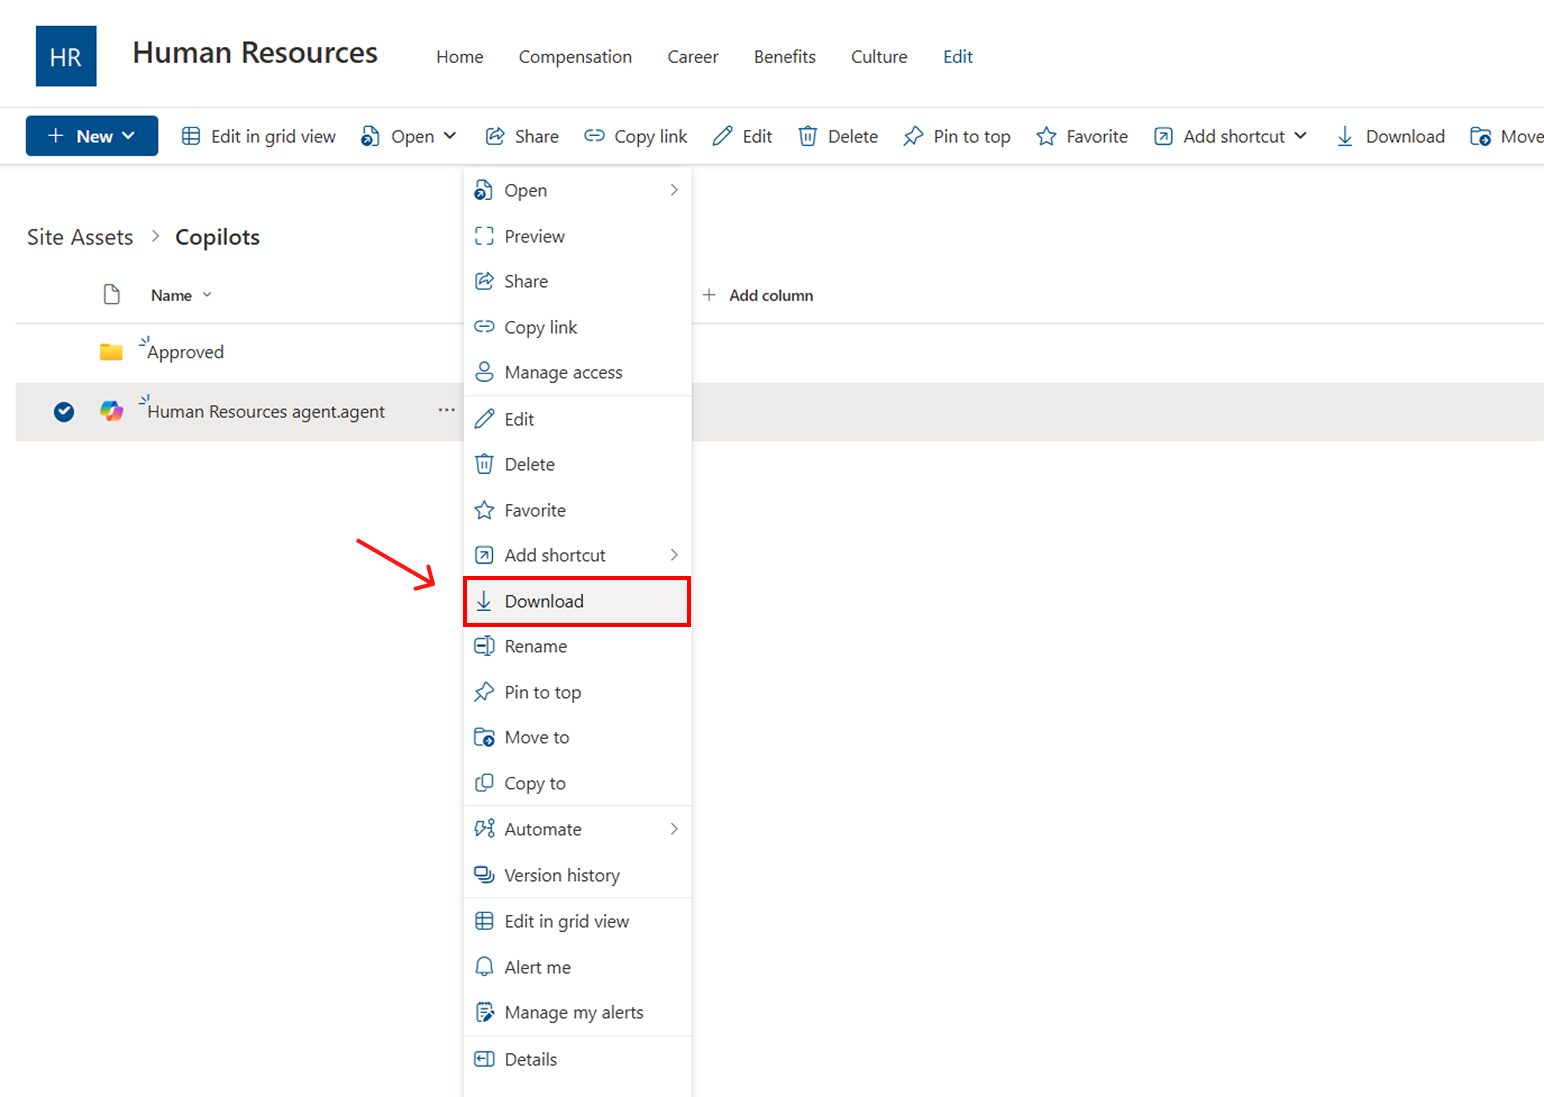 HR
Human Resources
Home Compensation Career Benefits Culture Edit
New Edit in grid view Open Share Copy link Edit Delete Pin to top Favorite Add shortcut Download Move
Site Assets > Copilots
Name
Add column
Approved
Human Resources agent.agent
Open
Preview
Share
Copy link
Manage access
Edit
Delete
Favorite
Add shortcut
Download
Rename
Pin to top
Move to
Copy to
Automate
Version history
Edit in grid view
Alert me
Manage my alerts
Details